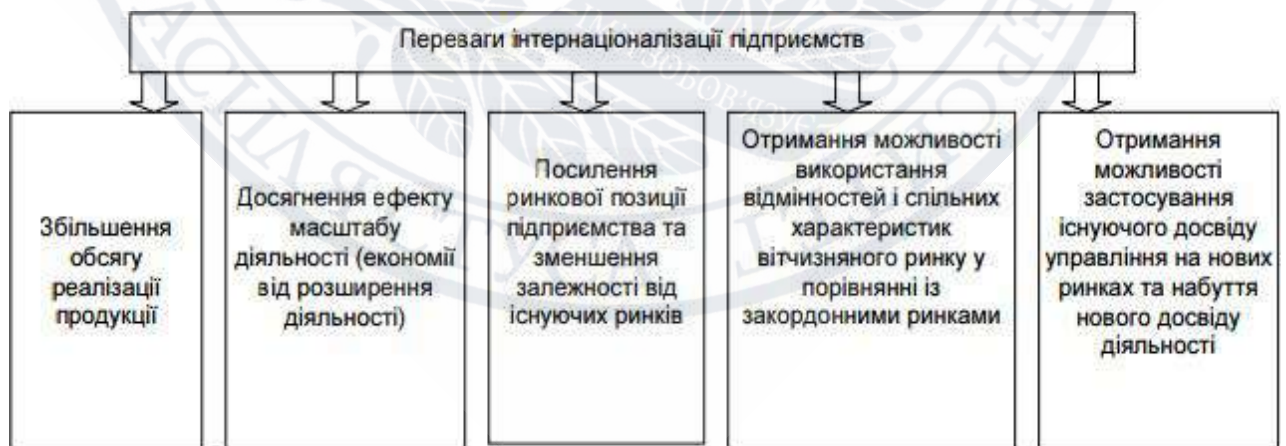 Переваги інтернаціоналізації підприємств
Збільшення
обсягу
реалізації
продукції
Досягнення ефекту
масштабу
діяльності (економії
від розширення
діяльності)
Посилення
ринкової позиції
підприємства та
зменшення
залежності від
існуючих ринків
Отримання можливості
використання
відмінностей і спільних
характеристик
вітчизняного ринку у
порівнянні із
закордонними ринками
Отримання
можливості
застосування
існуючого досвіду
управління на нових
ринках та набуття
нового досвіду
діяльності